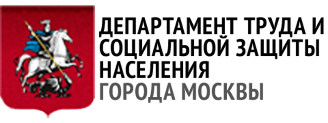 ДЕПАРТАМЕНТ ТРУДА И
СОЦИАЛЬНОЙ ЗАЩИТЫ
НАСЕЛЕНИЯ
ГОРОДА МОСКВЫ